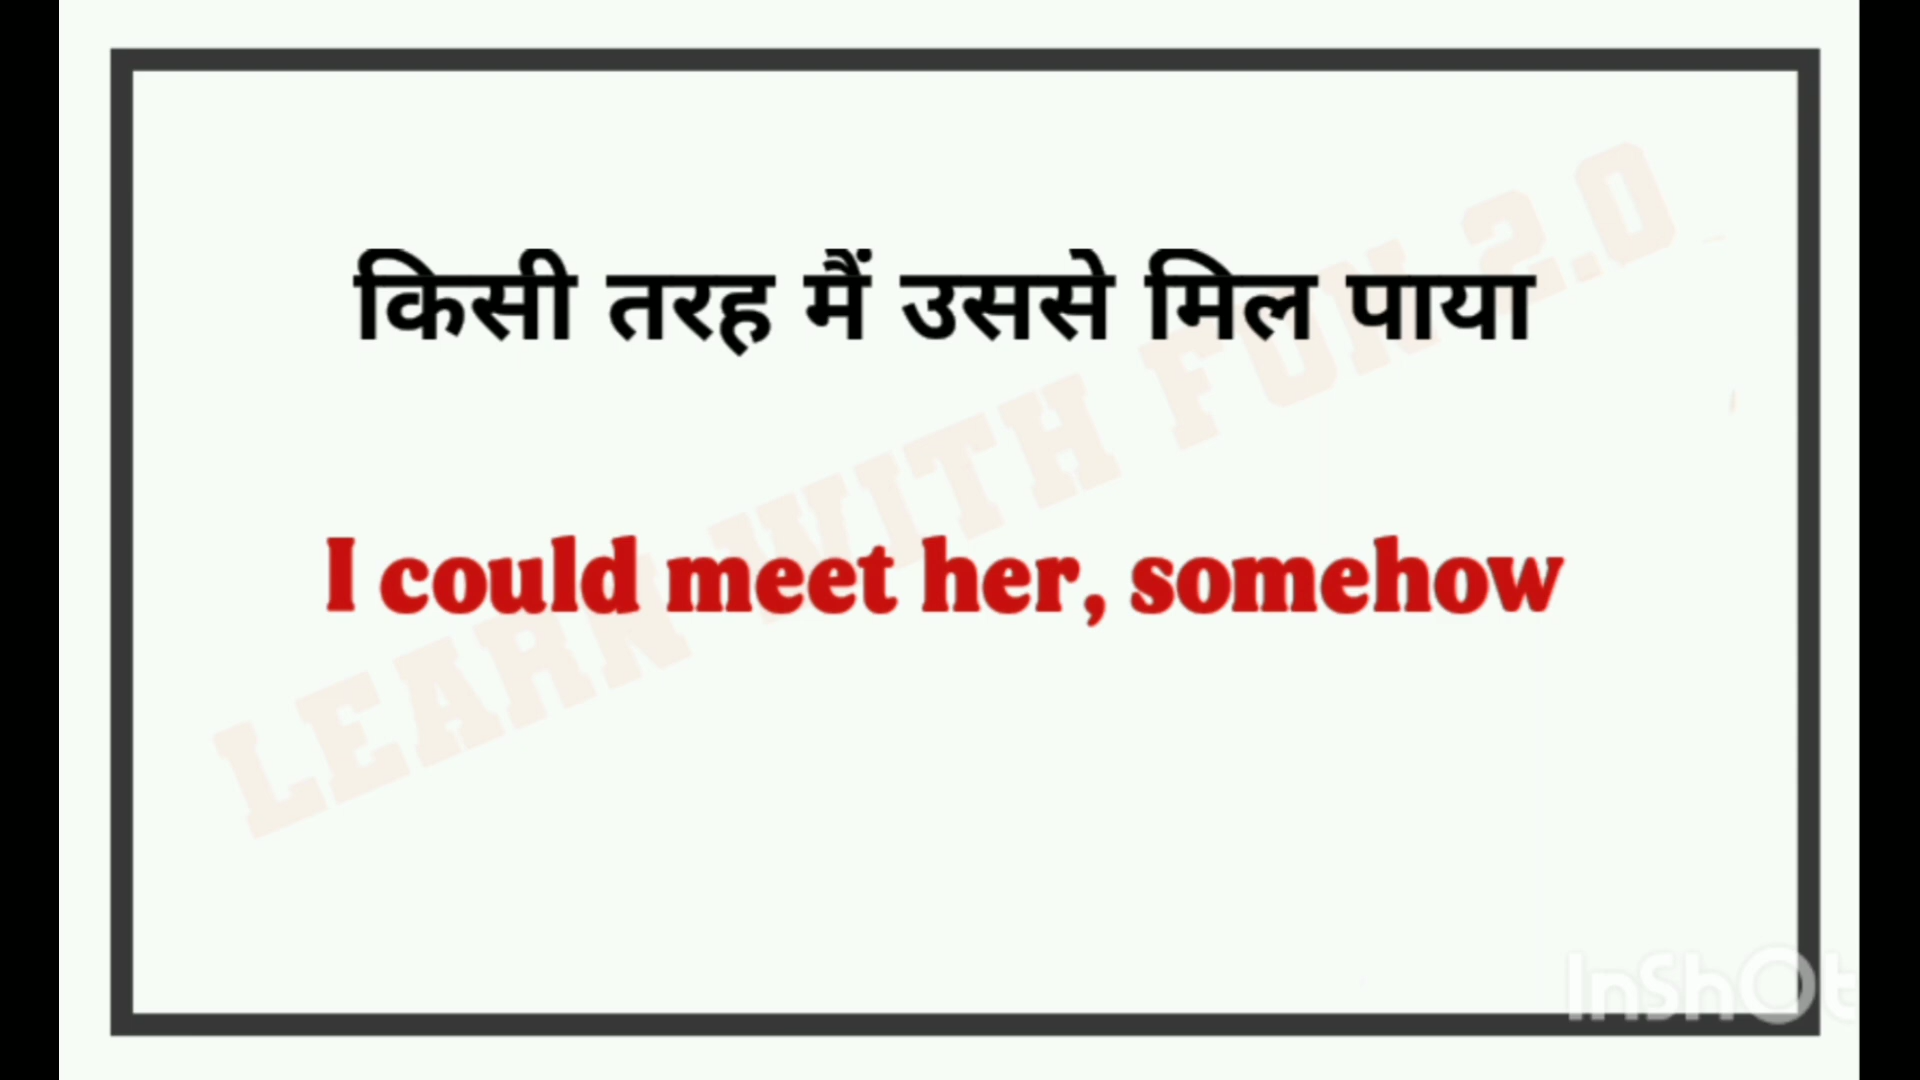 किसी तरह मैं उससे मिल पाया
I could meet her, somehow
LEARN WITH FUN 2.0
InShOt